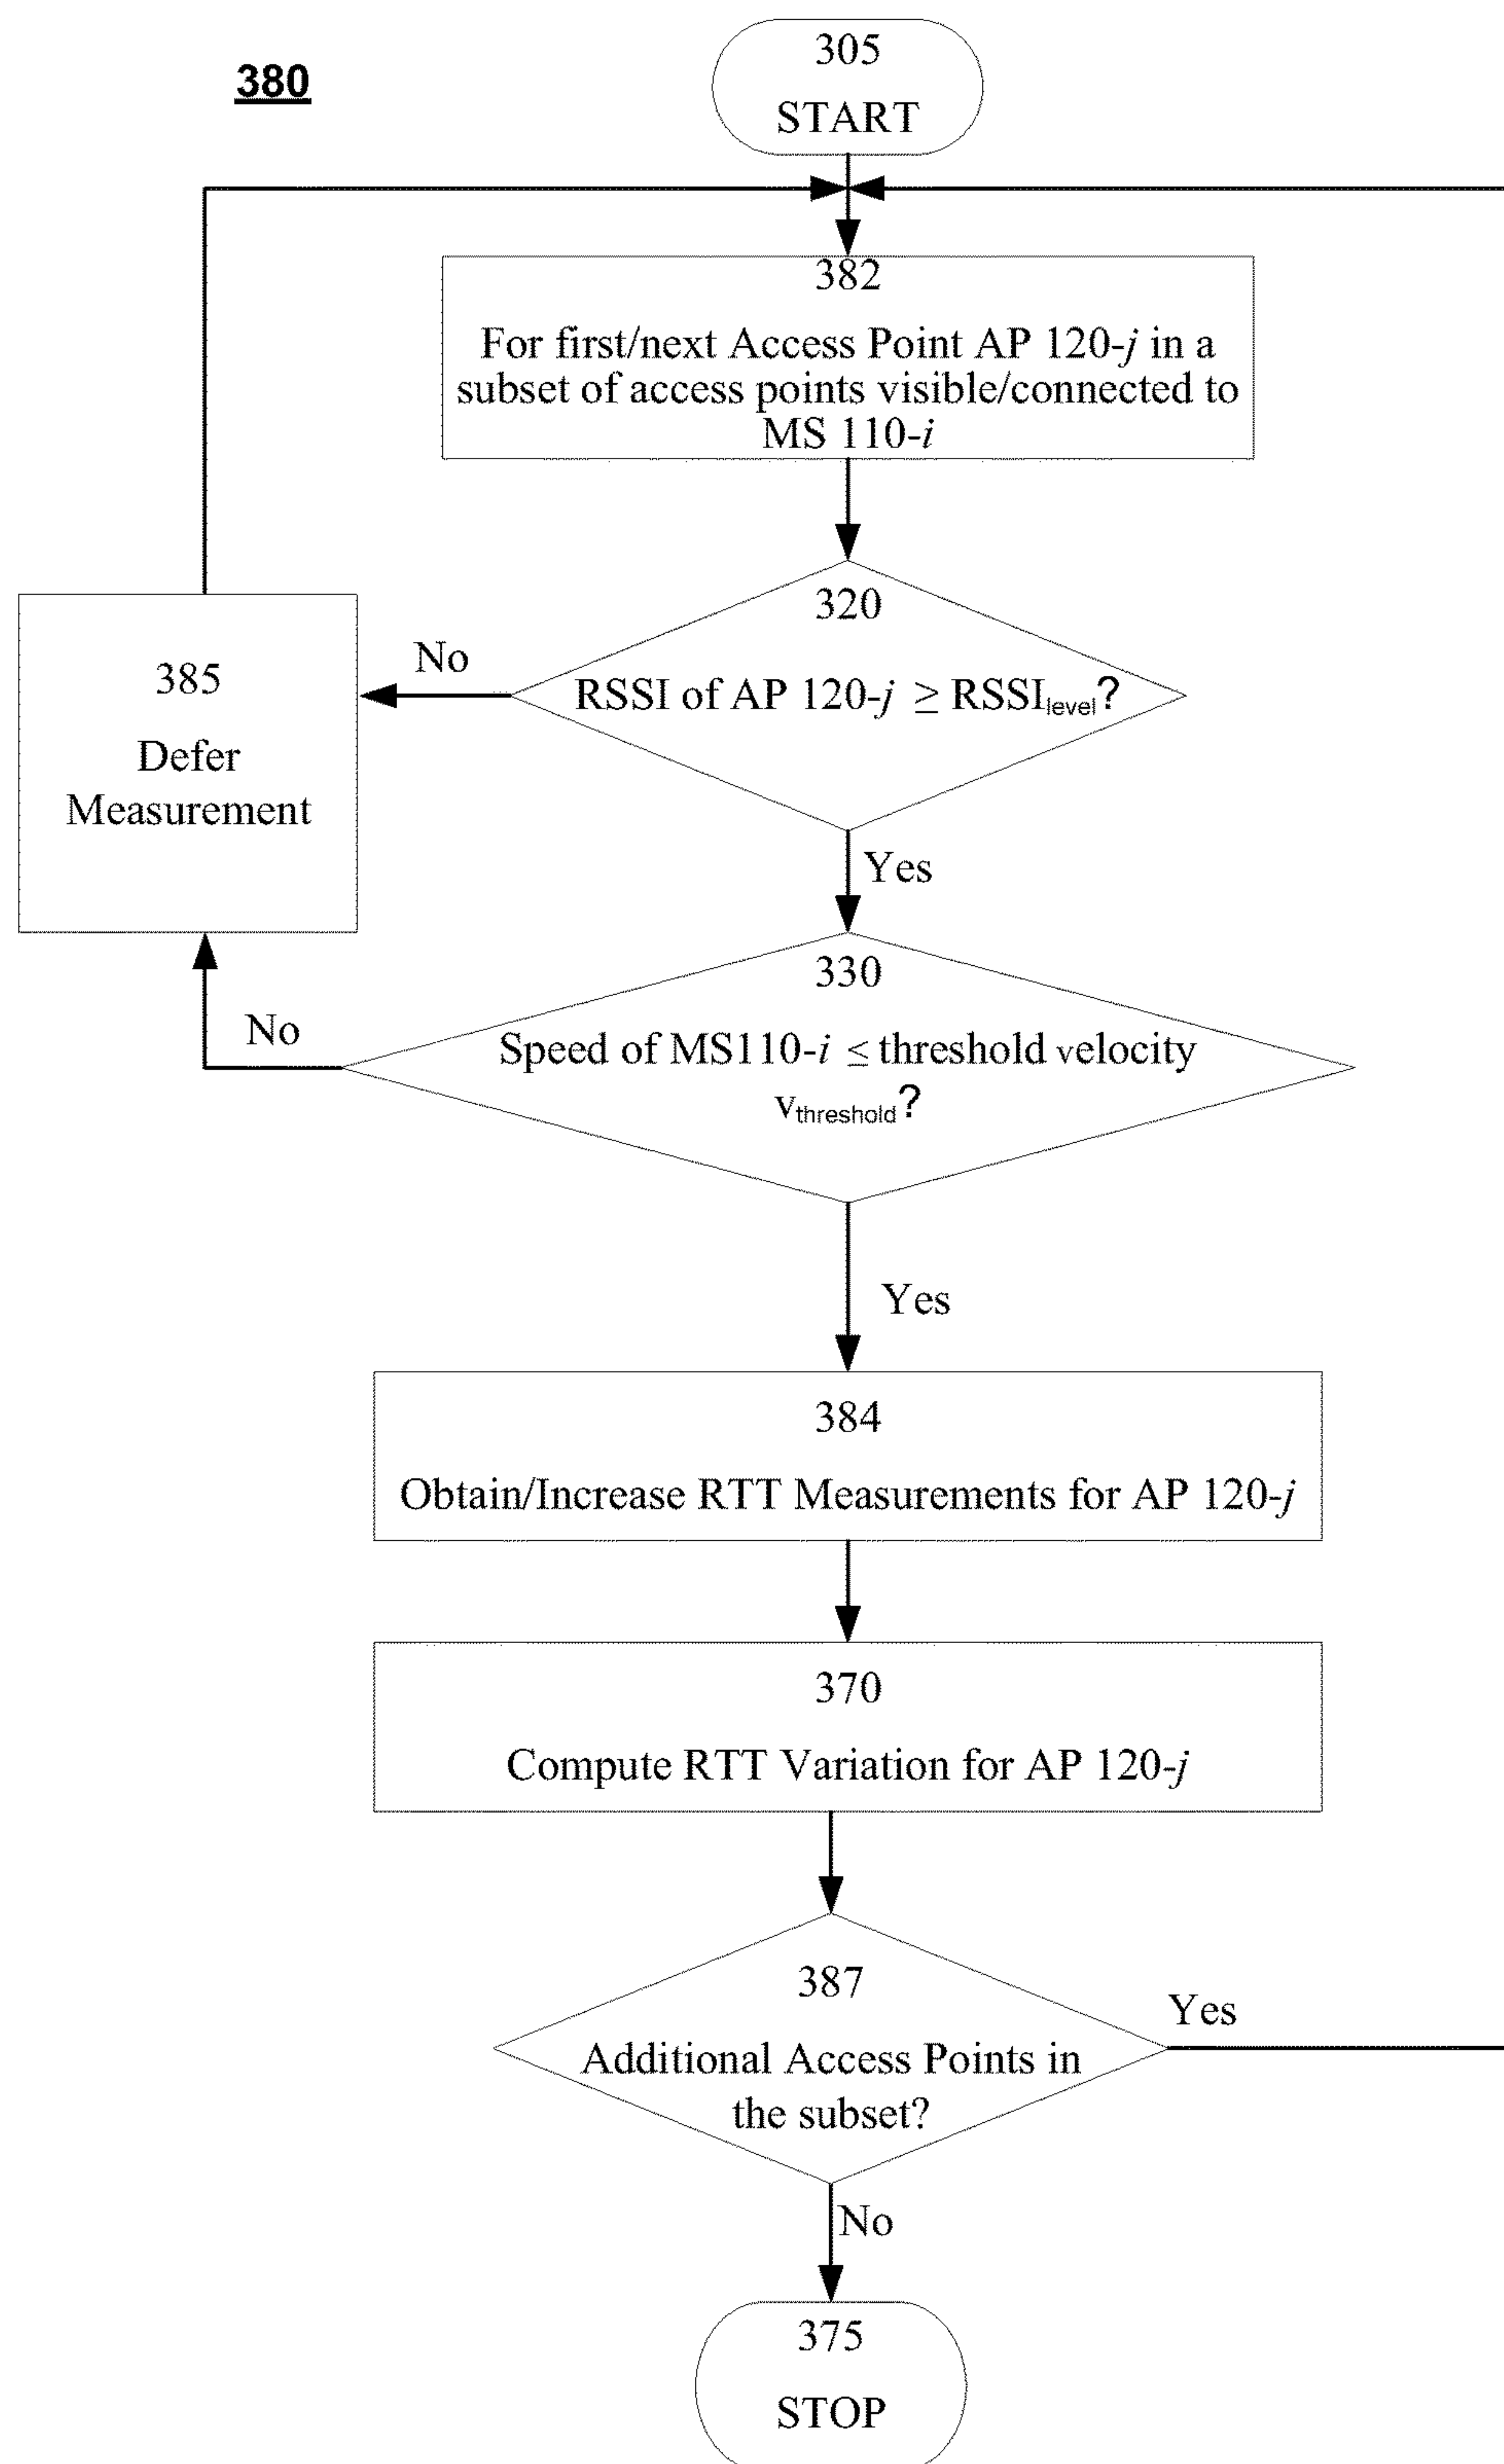 380
305
START
382
For first/next Access Point AP 120-j in a
subset of access points visible/connected to
MS 110-i
320
RSSI of AP 120-j ≥ RSSIlevel?
No
385
Defer
Measurement
Yes
330
Speed of MS110-i ≤ threshold velocity
vthreshold?
No
Yes
384
Obtain/Increase RTT Measurements for AP 120-j
370
Compute RTT Variation for AP 120-j
387
Additional Access Points in
the subset?
Yes
No
375
STOP